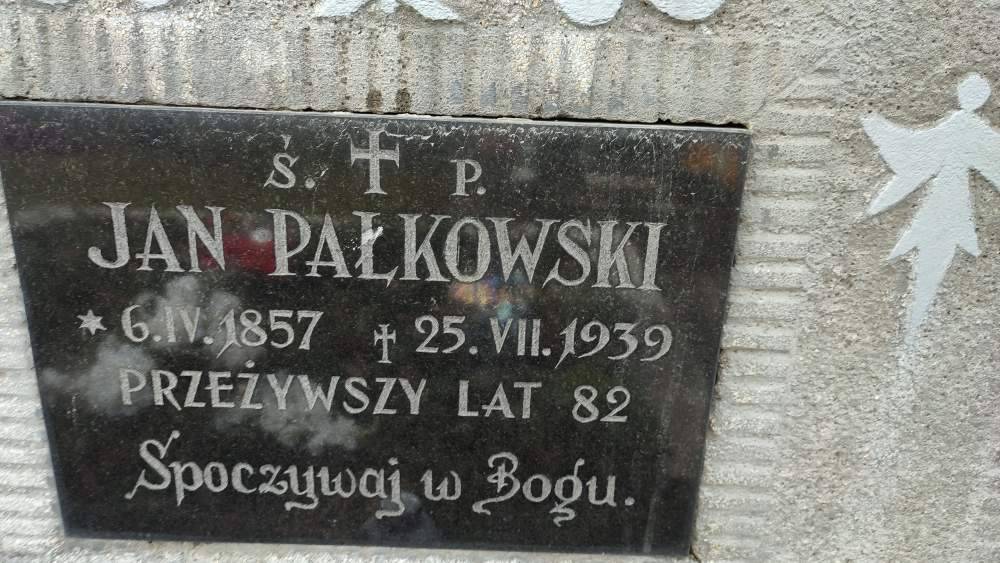 Ś. † P.
JAN PAŁKOWSKI
* 6.IV.1857 † 25.VII.1939
PRZEŻYWSZY LAT 82
Spoczywaj w Bogu.